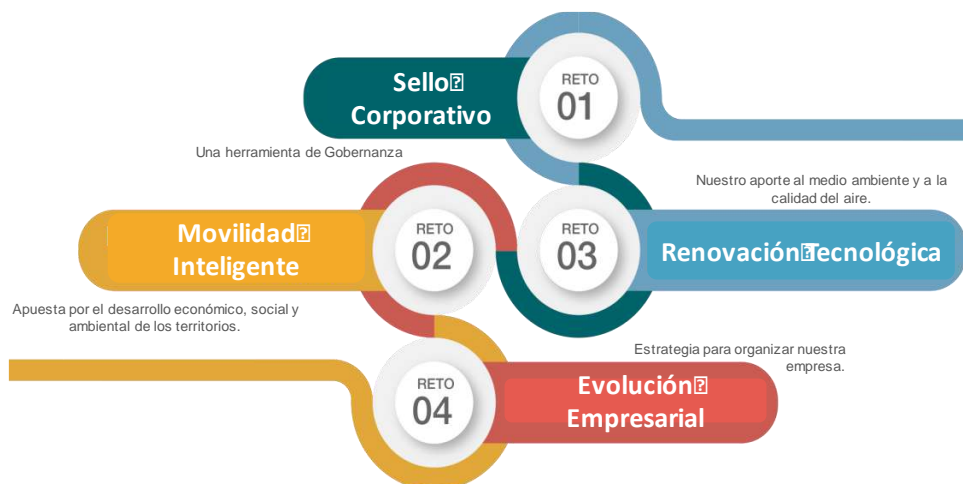 Sello
Corporativo
RETO
01
Una herramienta de Gobernanza
Movilidad
Inteligente
RETO
02
Apuesta por el desarrollo económico, social y
ambiental de los territorios.
Nuestro aporte al medio ambiente y a la
calidad del aire.
RETO
03
Renovación Tecnológica
Estrategia para organizar nuestra
empresa.
RETO
04
Evolución
Empresarial